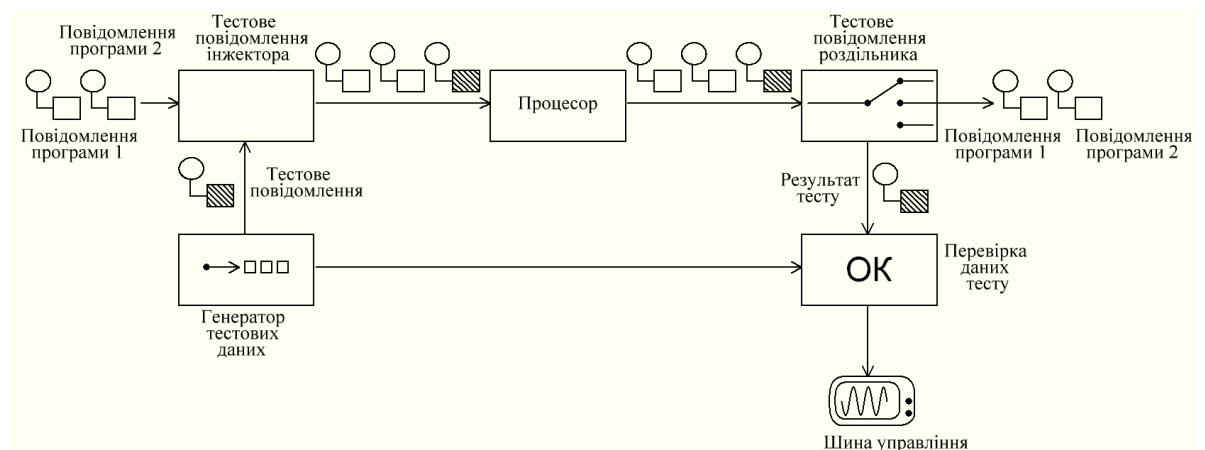 Повідомлення
програми 2
Тестове
повідомлення
інжектора
Тестове
повідомлення
роздільника
Процесор
Повідомлення
програми 1
Повідомлення
програми 1
Повідомлення
програми 2
Тестове
повідомлення
Результат
тесту
ОК
Перевірка
даних
тесту
Генератор
тестових
даних
Шина управління